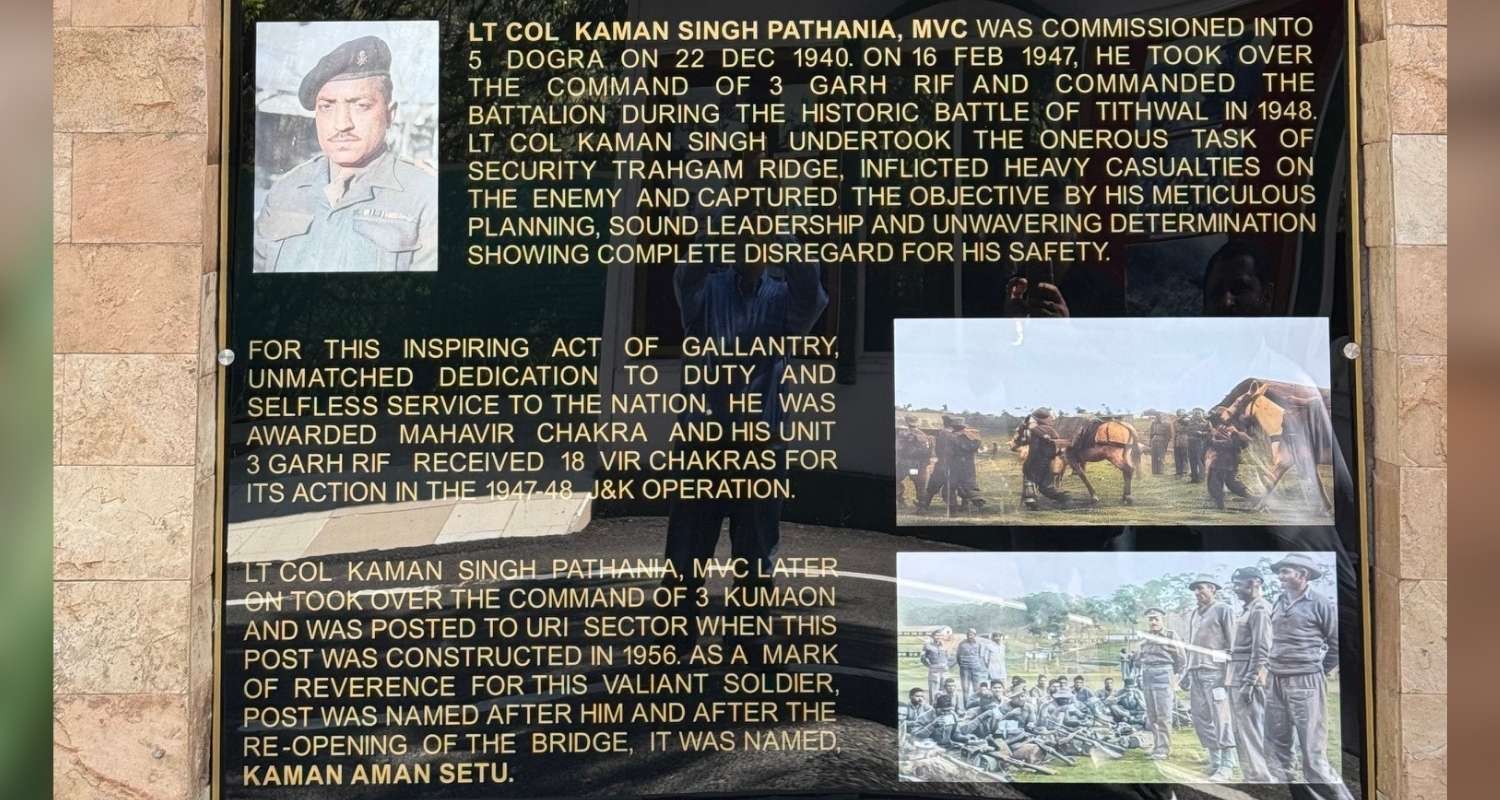 LT COL KAMAN SINGH PATHANIA, MVC WAS COMMISSIONED INTO
5 DOGRA ON 22 DEC 1940. ON 16 FEB 1947, HE TOOK OVER
THE COMMAND OF 3 GARH RIF AND COMMANDED THE
BATTALION DURING THE HISTORIC BATTLE OF TITHWAL IN 1948.
LT COL KAMAN SINGH UNDERTOOK THE ONEROUS TASK OF
SECURITY TRAHGAM RIDGE, INFLICTED HEAVY CASUALTIES ON
THE ENEMY AND CAPTURED THE OBJECTIVE BY HIS METICULOUS
PLANNING, SOUND LEADERSHIP AND UNWAVERING DETERMINATION
SHOWING COMPLETE DISREGARD FOR HIS SAFETY.
FOR THIS INSPIRING ACT OF GALLANTRY,
UNMATCHED DEDICATION TO DUTY AND
SELFLESS SERVICE TO THE NATION, HE WAS
AWARDED MAHAVIR CHAKRA AND HIS UNIT
3 GARH RIF RECEIVED 18 VIR CHAKRAS FOR
ITS ACTION IN THE 1947-48 J&K OPERATION.
LT COL KAMAN SINGH PATHANIA, MVC LATER
ON TOOK OVER THE COMMAND OF 3 KUMAON
AND WAS POSTED TO URI SECTOR WHEN THIS
POST WAS CONSTRUCTED IN 1956. AS A MARK
OF REVERENCE FOR THIS VALIANT SOLDIER,
POST WAS NAMED AFTER HIM AND AFTER THE
RE-OPENING OF THE BRIDGE, IT WAS NAMED,
KAMAN AMAN SETU.